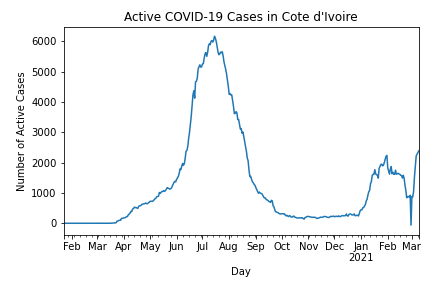 Active COVID-19 Cases in Cote d'Ivoire
Number of Active Cases
6000
5000
4000
3000
2000
1000
0
Feb Mar Apr May Jun Jul Aug Sep Oct Nov Dec Jan Feb Mar
2021
Day